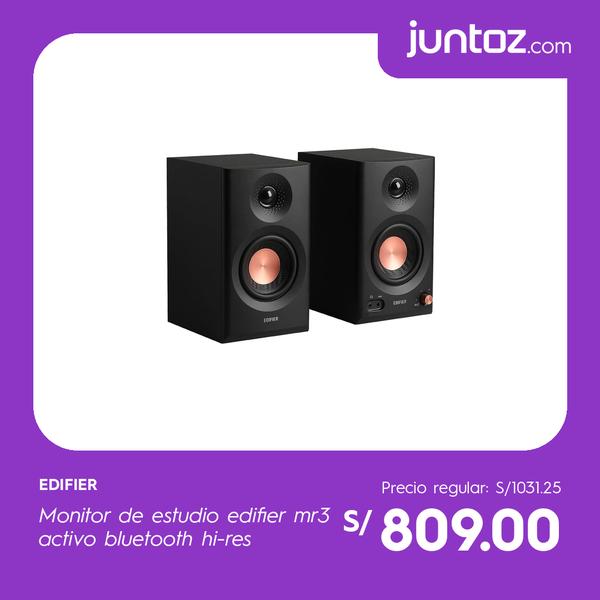 juntoz.com
EDIFIER
EDIFIER
EDIFIER
Monitor de estudio edifier mr3
activo bluetooth hi-res
Precio regular: S/1031.25
S/ 809.00